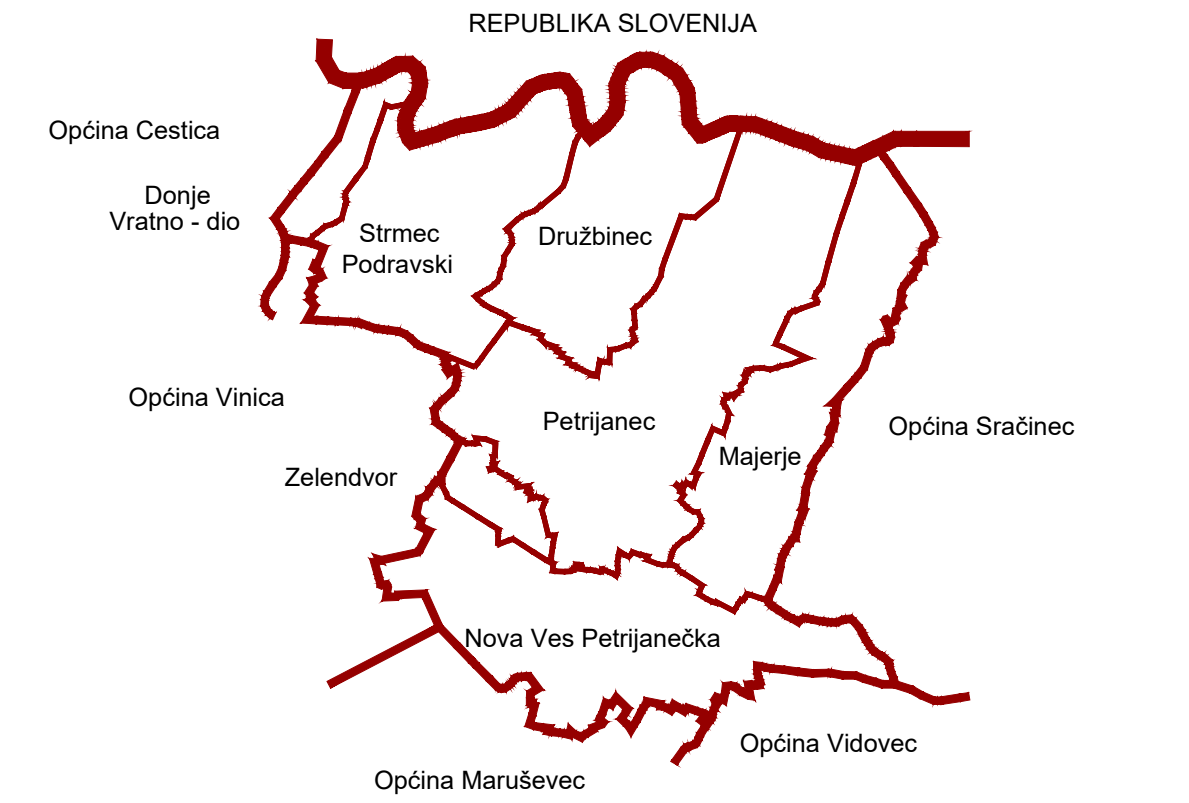 REPUBLIKA SLOVENIJA
Općina Cestica
Donje
Vratno - dio
Strmec
Podravski
Družbinec
Općina Vinica
Petrijanec
Općina Sračinec
Majerje
Zelendvor
Nova Ves Petrijanečka
Općina Vidovec
Općina Maruševec